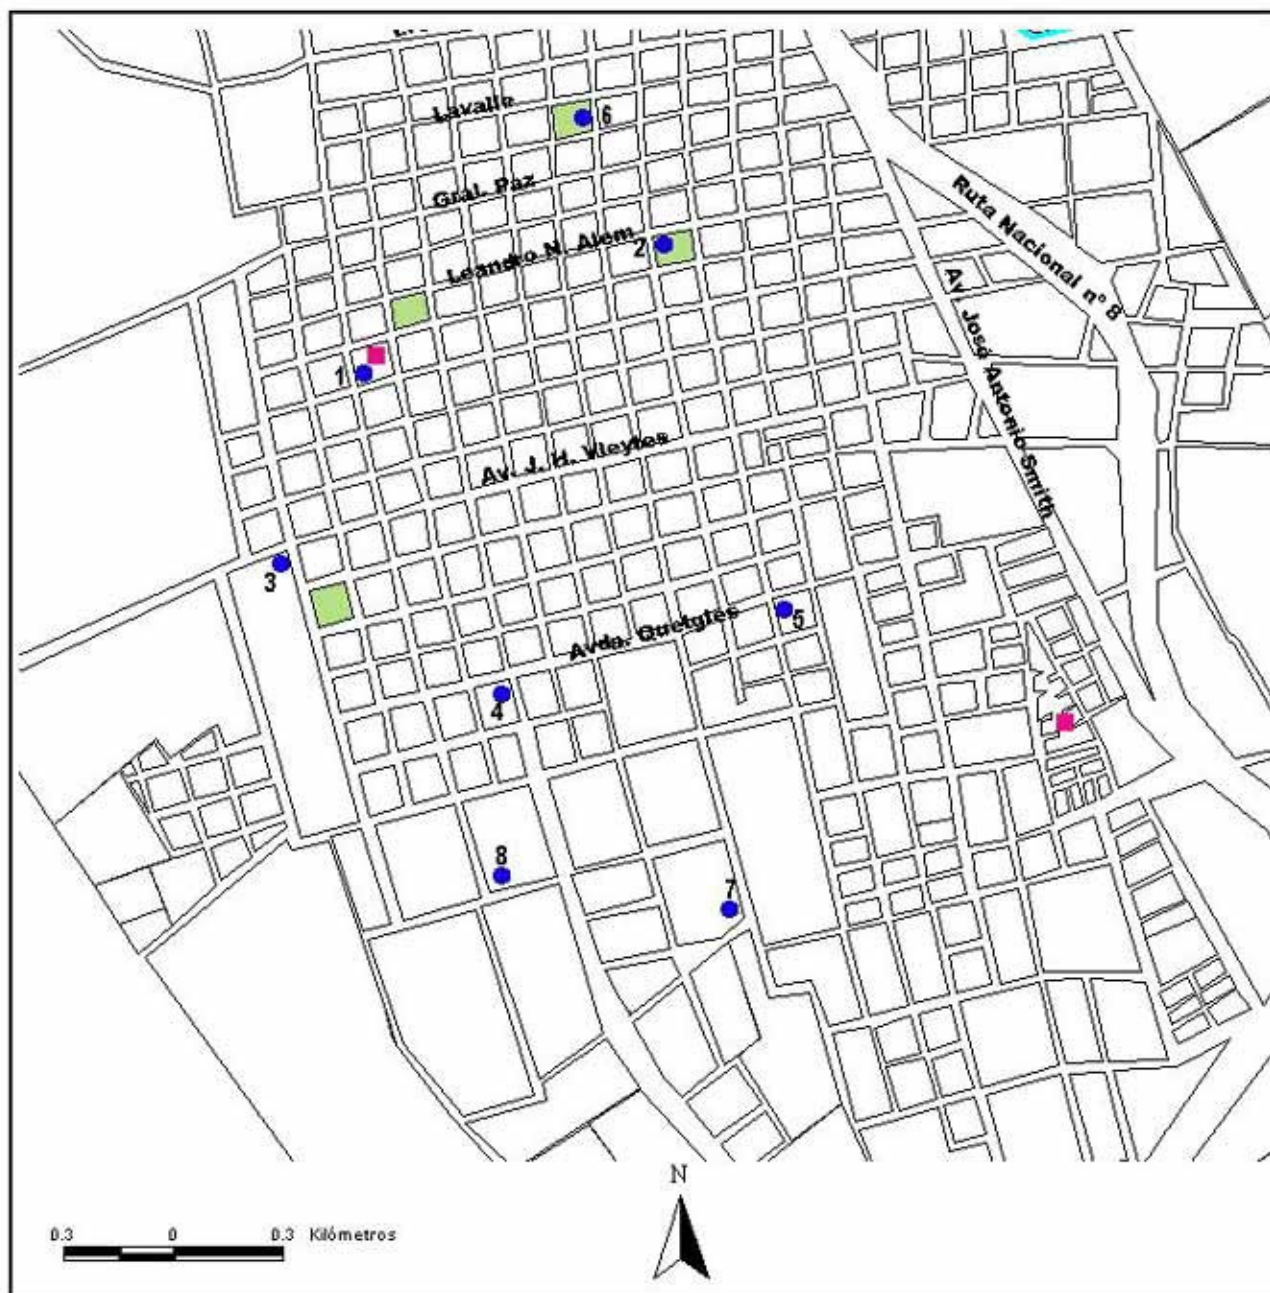 Lavalle
6
Gral. Paz
Ruta Nacional nº 8
Leandro N. Alem
2
Av. José Antonio Smith
1
Av. J. H. Vieytes
3
Avda. Quetgles
5
4
8
7
N
0.3 0 0.3 Kilómetros